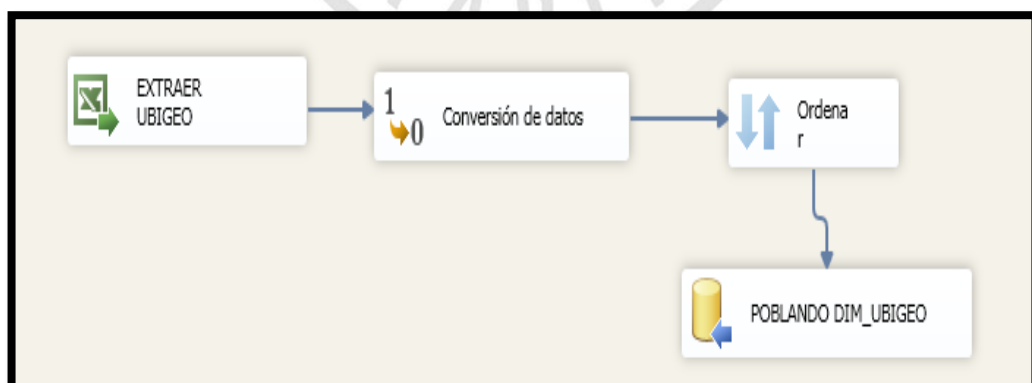 EXTRAER
UBIGEO
1
0
Conversión de datos
Ordena
r
POBLANDO DIM_UBIGEO